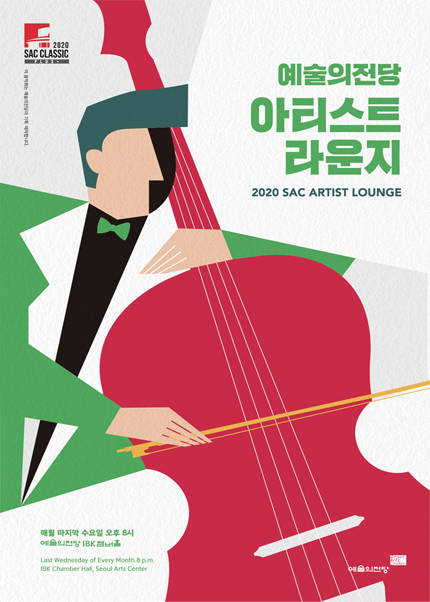 2020
SAC CLASSIC
PLUS+
예술의전당
아티스트
라운지
2020 SAC ARTIST LOUNGE
매월 마지막 수요일 오후 8시
예술의전당 IBK챔버홀
Last Wednesday of Every Month 8 p.m.
IBK Chamber Hall, Seoul Arts Center
예술의전당